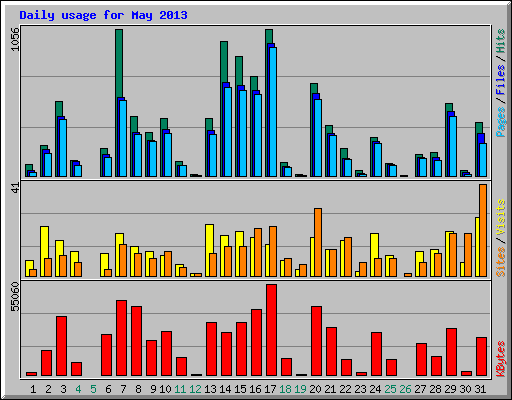 Daily usage for May 2013
1056
Pages / Files / Hits
41
Sites / Visits
55060
KBytes
1 2 3 4 5 6 7 8 9 10 11 12 13 14 15 16 17 18 19 20 21 22 23 24 25 26 27 28 29 30 31